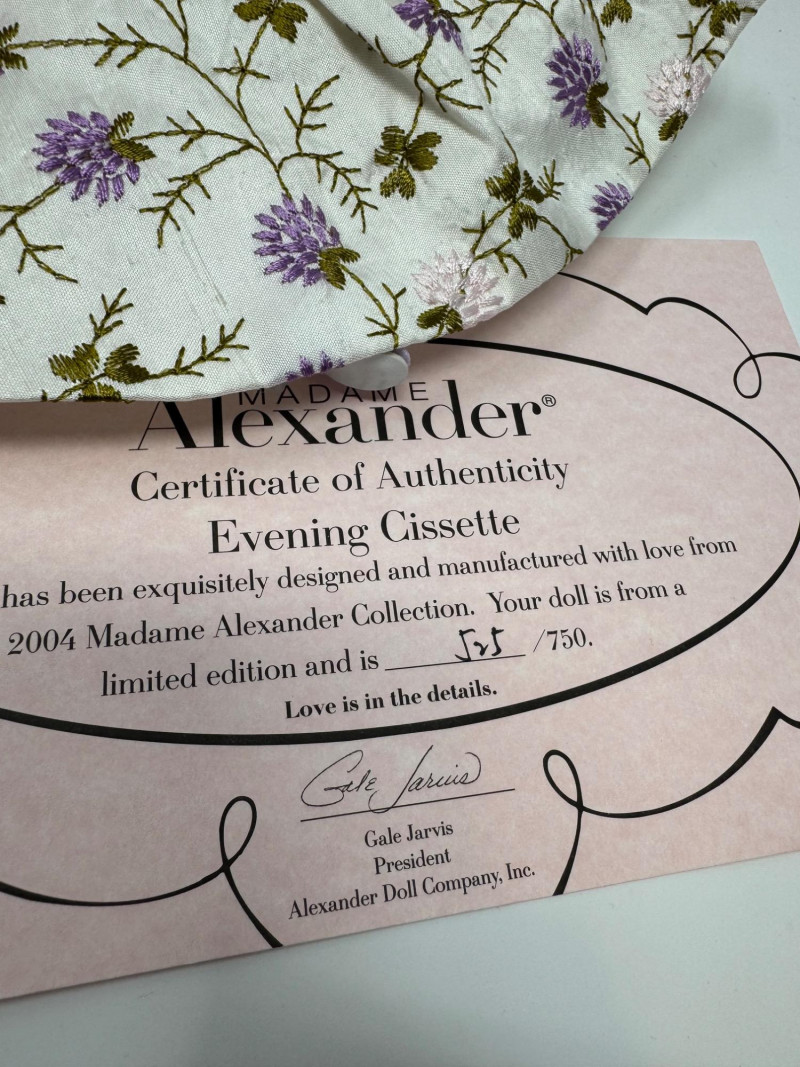 MADAME
Alexander®
Certificate of Authenticity
Evening Cissette
has been exquisitely designed and manufactured with love from
2004 Madame Alexander Collection. Your doll is from a
limited edition and is 525 /750.
Love is in the details.
Gale Jarvis
Gale Jarvis
President
Alexander Doll Company, Inc.